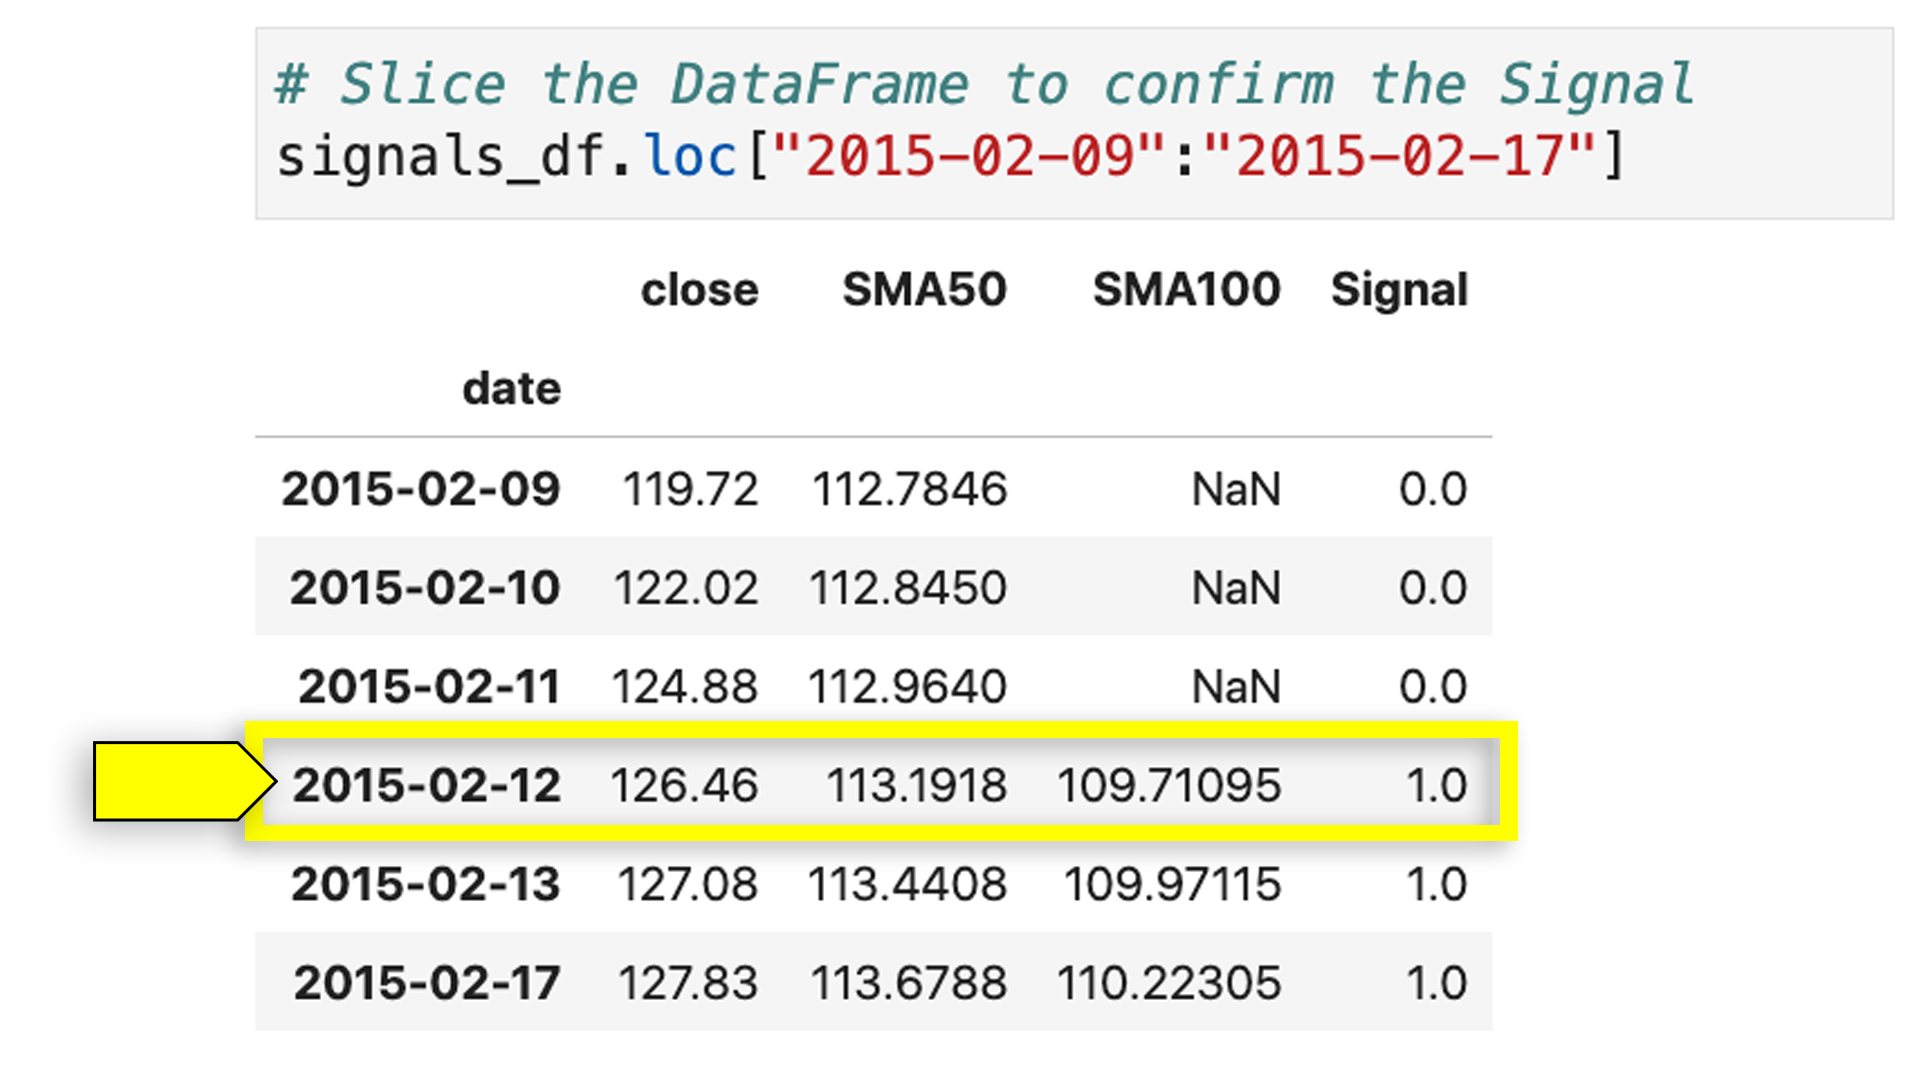 # Slice the DataFrame to confirm the Signal
signals_df.loc["2015-02-09":"2015-02-17"]
close SMA50 SMA100 Signal
date
2015-02-09 119.72 112.7846 NaN 0.0
2015-02-10 122.02 112.8450 NaN 0.0
2015-02-11 124.88 112.9640 NaN 0.0
2015-02-12 126.46 113.1918 109.71095 1.0
2015-02-13 127.08 113.4408 109.97115 1.0
2015-02-17 127.83 113.6788 110.22305 1.0